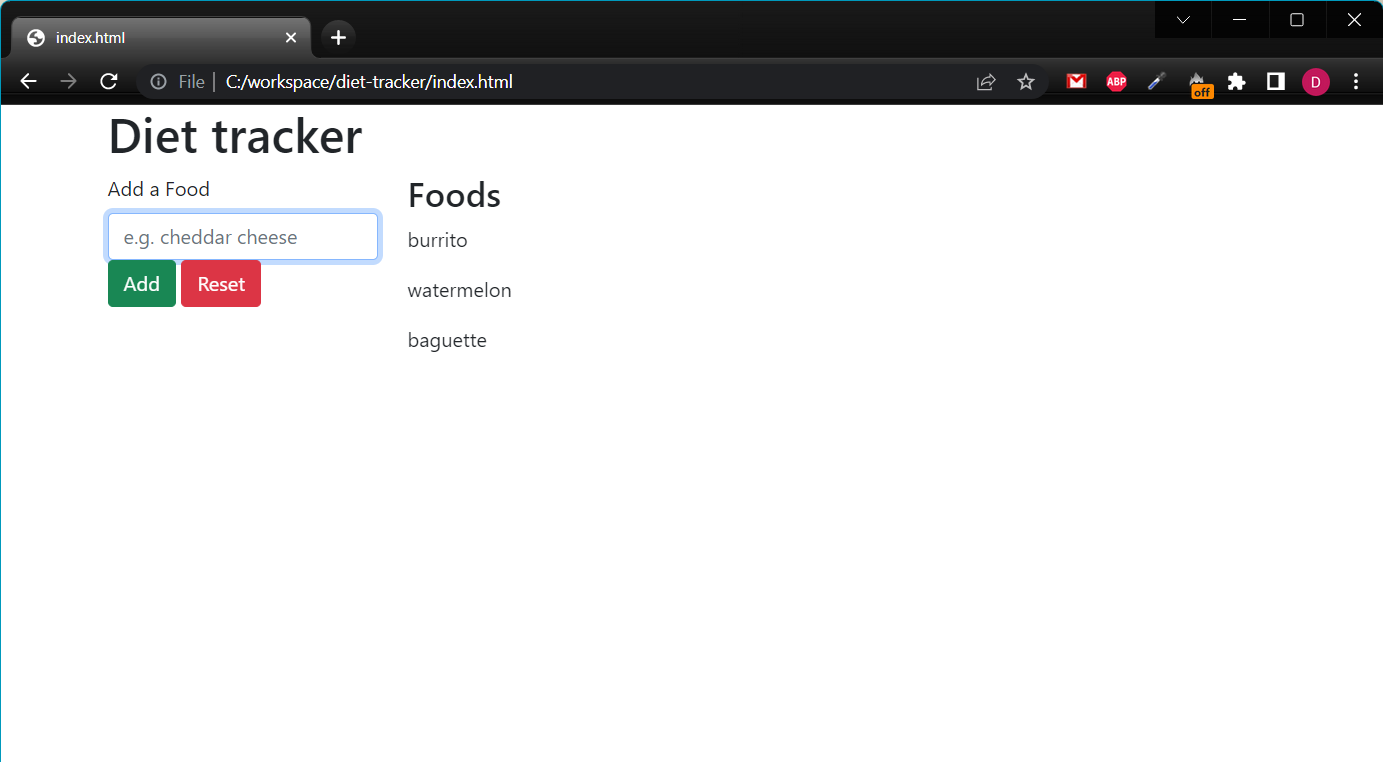 index.html
File | C:/workspace/diet-tracker/index.html
ABP
off
D
Diet tracker
Add a Food
e.g. cheddar cheese
Add Reset
Foods
burrito
watermelon
baguette